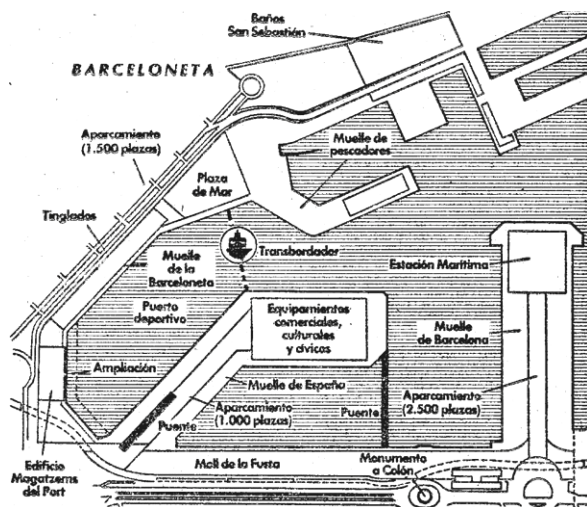 Baños
San Sebastián
BARCELONETA
Aparcamiento
(1.500 plazas)
Muelle de
pescadores
Plaza
de Mar
Tinglados
Transbordador
Muelle
de la
Barceloneta
Estación Marítima
Puerto
deportivo
Equipamientos
comerciales,
culturales
y cívicos
Muelle
de Barcelona
Ampliación
Muelle de España
Aparcamiento
(1.000 plazas)
Aparcamiento
(2.500 plazas)
Puente
Puente
Edificio
Magatzems
del Port
Moll de la Fusta
Monumento
a Colón